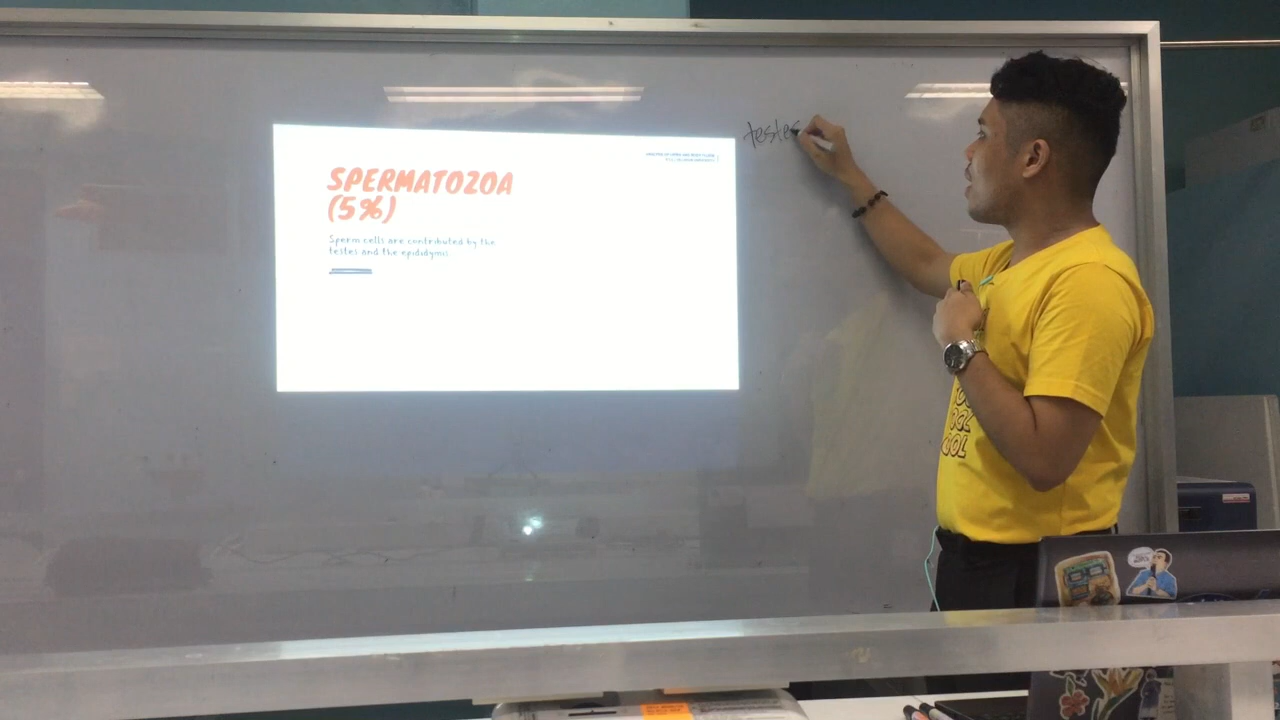 SPERMATOZOA
(5%)
Sperm cells are contributed by the
testes and the epididymis.
testes